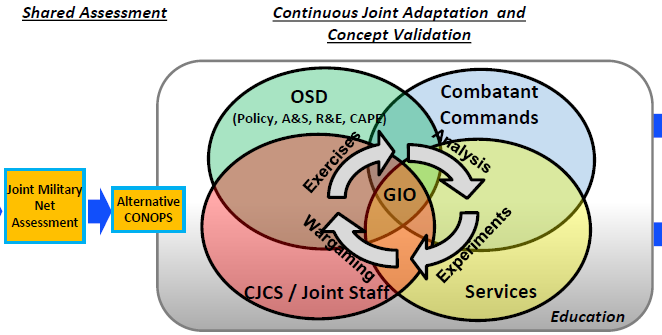 Shared Assessment
Continuous Joint Adaptation and
Concept Validation
OSD
(Policy, A&S, R&E, CAPE)
Combatant
Commands
Exercises
Analysis
Joint Military
Net
Assessment
Alternative
CONOPS
GIO
Wargaming
Experiments
CJCS / Joint Staff
Services
Education